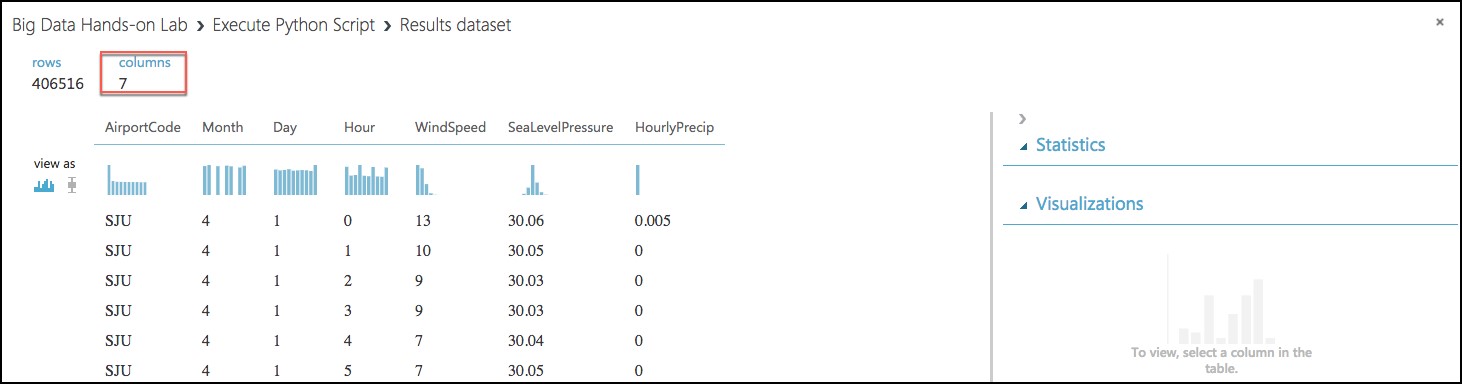 Big Data Hands-on Lab › Execute Python Script › Results dataset
×
rows columns
406516 7
AirportCode Month Day Hour WindSpeed SeaLevelPressure HourlyPrecip
view as
SJU 4 1 0 13 30.06 0.005
SJU 4 1 1 10 30.05 0
SJU 4 1 2 9 30.03 0
SJU 4 1 3 9 30.03 0
SJU 4 1 4 7 30.04 0
SJU 4 1 5 7 30.05 0
›
Statistics
Visualizations
To view, select a column in the
table.